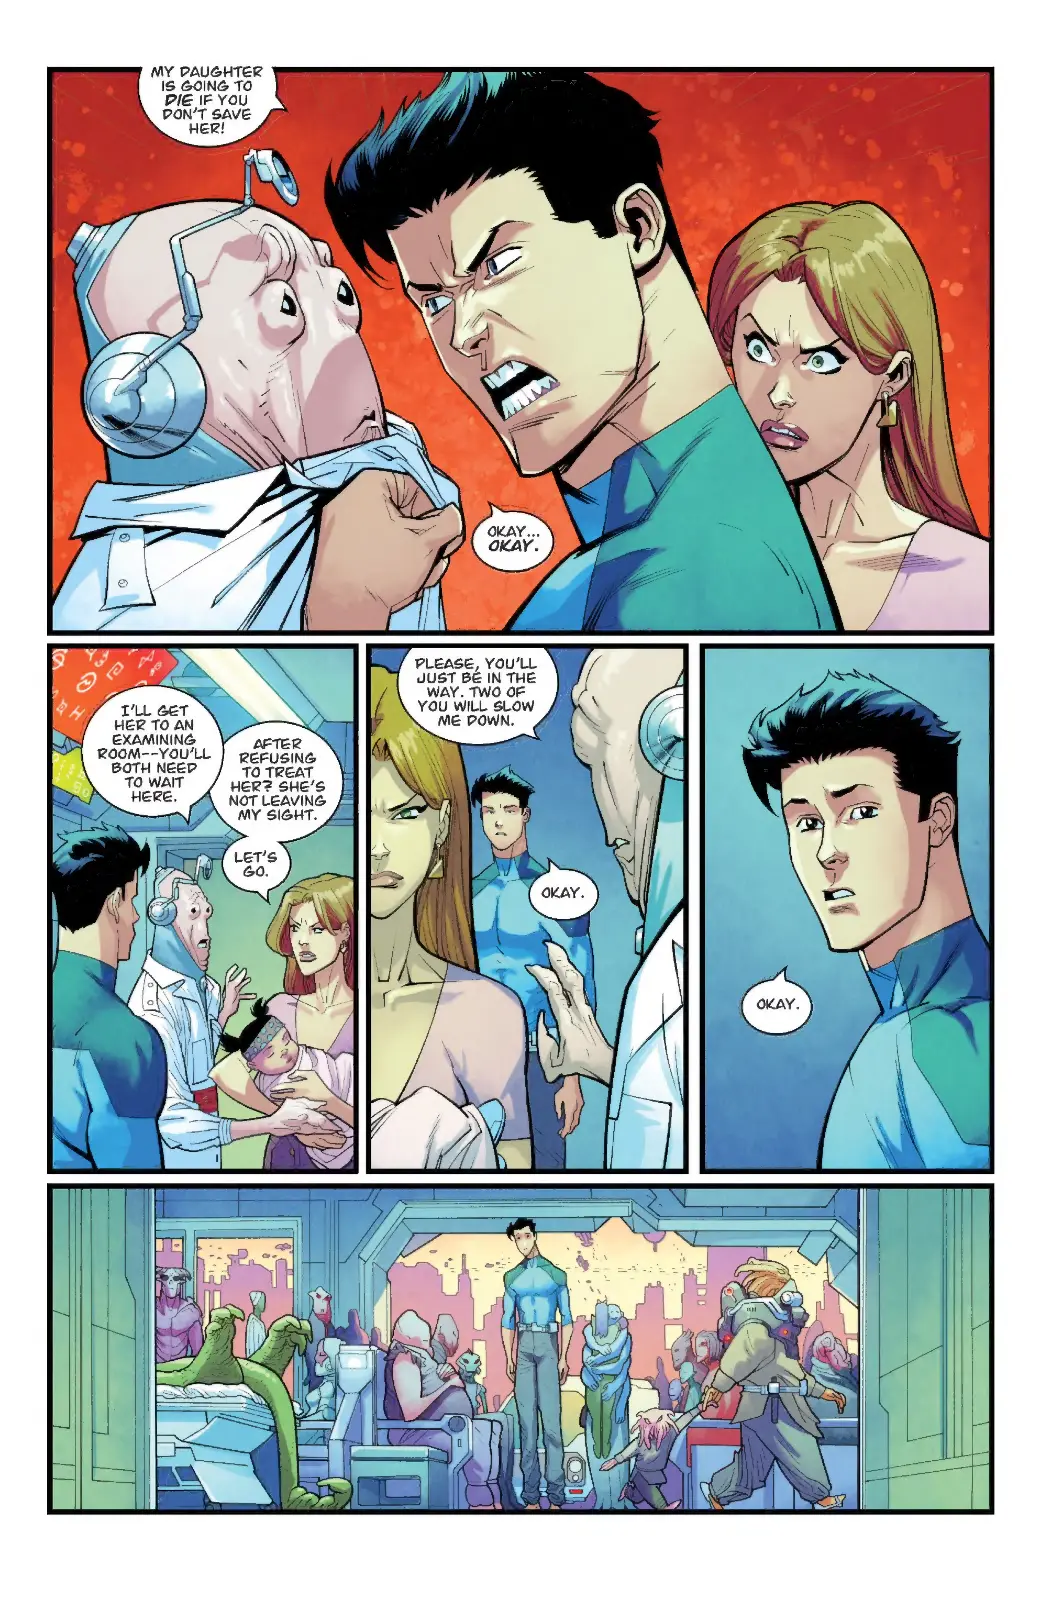 MY DAUGHTER
IS GOING TO
DIE IF YOU
DON'T SAVE
HER!
OKAY...
OKAY.
I'LL GET
HER TO AN
EXAMINING
ROOM--YOU'LL
BOTH NEED
TO WAIT
HERE.
AFTER
REFUSING
TO TREAT
HER? SHE'S
NOT LEAVING
MY SIGHT.
LET'S
GO.
PLEASE, YOU'LL
JUST BE IN THE
WAY. TWO OF
YOU WILL SLOW
ME DOWN.
OKAY.
OKAY.